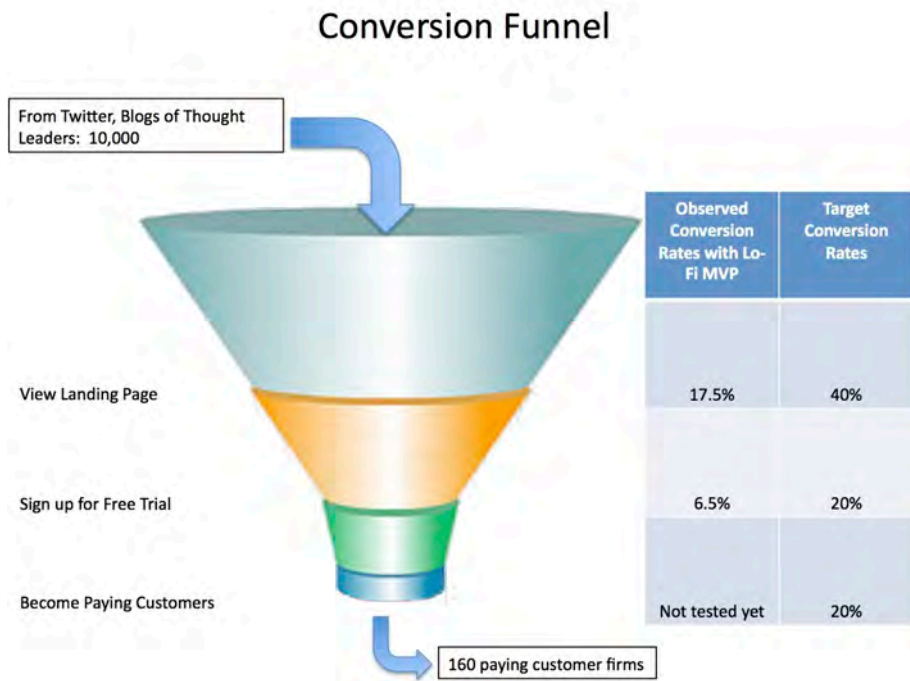 Conversion Funnel
From Twitter, Blogs of Thought
Leaders: 10,000
Observed
Conversion
Rates with Lo-
Fi MVP
Target
Conversion
Rates
View Landing Page
17.5%
40%
Sign up for Free Trial
6.5%
20%
Become Paying Customers
Not tested yet
20%
160 paying customer firms